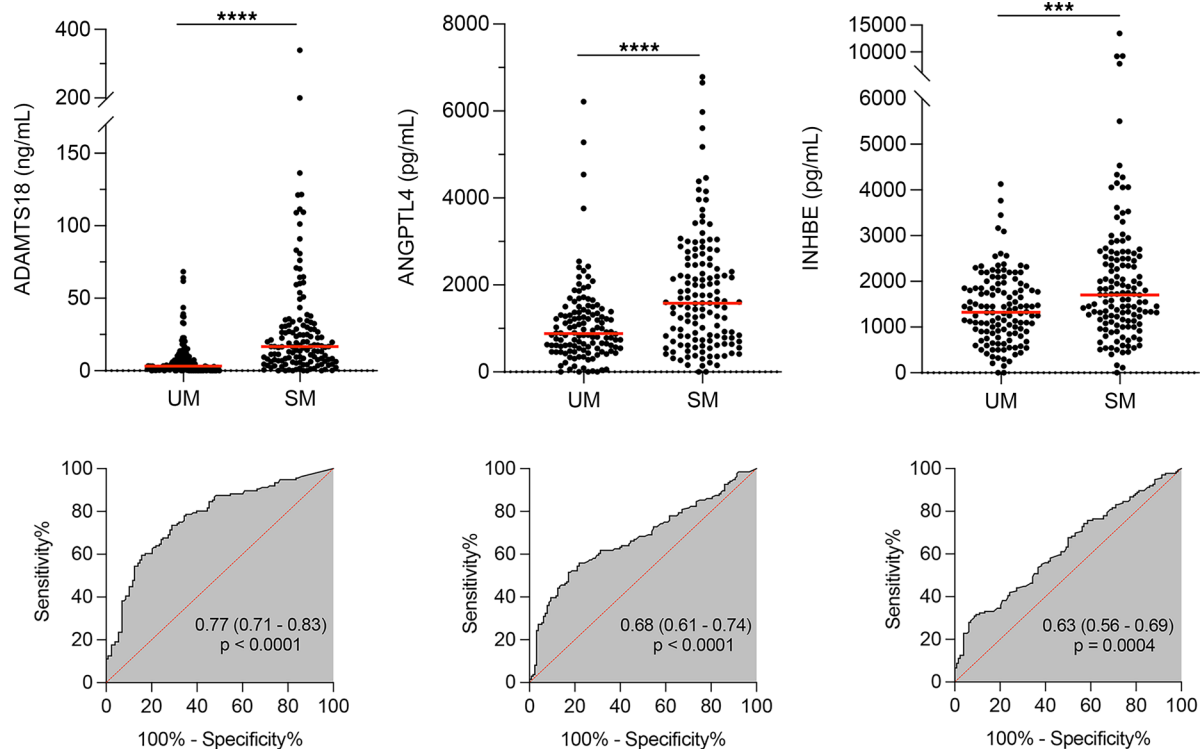 ****
400
200
150
100
50
0
ADAMTS18 (ng/mL)
UM
SM
****
8000
6000
4000
2000
0
ANGPTL4 (pg/mL)
UM
SM
***
15000
10000
6000
5000
4000
3000
2000
1000
0
INHBE (pg/mL)
UM
SM
100
80
60
40
20
0
Sensitivity%
0.77 (0.71 - 0.83)
p < 0.0001
0 20 40 60 80 100
100% - Specificity%
100
80
60
40
20
0
Sensitivity%
0.68 (0.61 - 0.74)
p < 0.0001
0 20 40 60 80 100
100% - Specificity%
100
80
60
40
20
0
Sensitivity%
0.63 (0.56 - 0.69)
p = 0.0004
0 20 40 60 80 100
100% - Specificity%